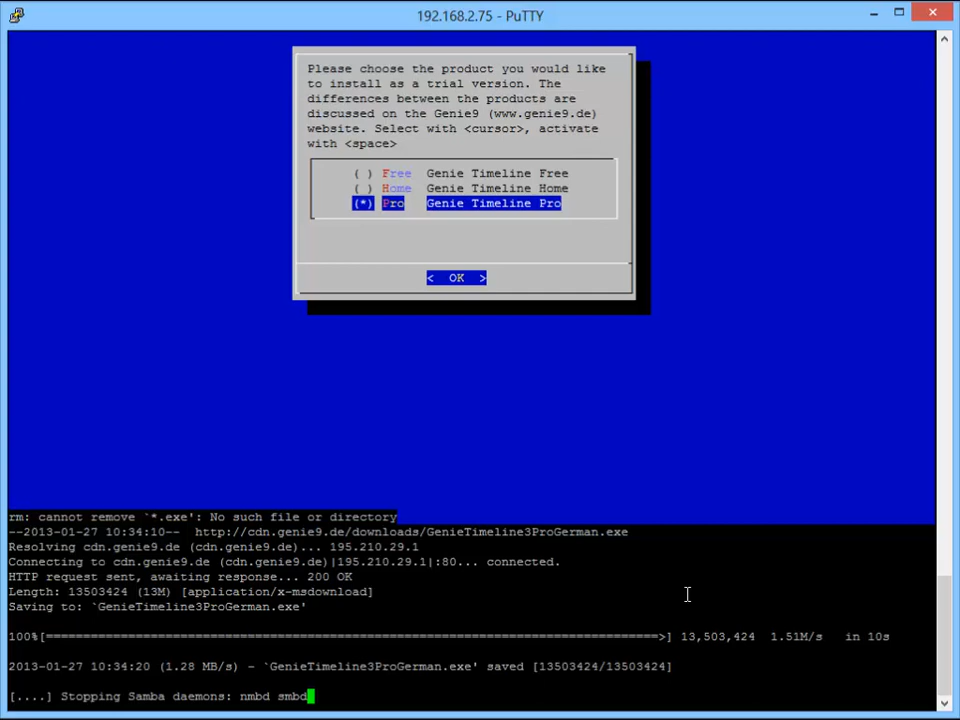 192.168.2.75 - PuTTY
Please choose the product you would like
to install as a trial version. The
differences between the products are
discussed on the Genie9 (www.genie9.de)
website. Select with <cursor>, activate
with <space>
( ) Free Genie Timeline Free
( ) Home Genie Timeline Home
(*) Pro Genie Timeline Pro
< OK >
rm: cannot remove `*.exe': No such file or directory
--2013-01-27 10:34:10-- http://cdn.genie9.de/downloads/GenieTimeline3ProGerman.exe
Resolving cdn.genie9.de (cdn.genie9.de)... 195.210.29.1
Connecting to cdn.genie9.de (cdn.genie9.de)|195.210.29.1|:80... connected.
HTTP request sent, awaiting response... 200 OK
Length: 13503424 (13M) [application/x-msdownload]
Saving to: `GenieTimeline3ProGerman.exe'
100%[======================================================================>] 13,503,424 1.51M/s in 10s
2013-01-27 10:34:20 (1.28 MB/s) - `GenieTimeline3ProGerman.exe' saved [13503424/13503424]
[....] Stopping Samba daemons: nmbd smbd